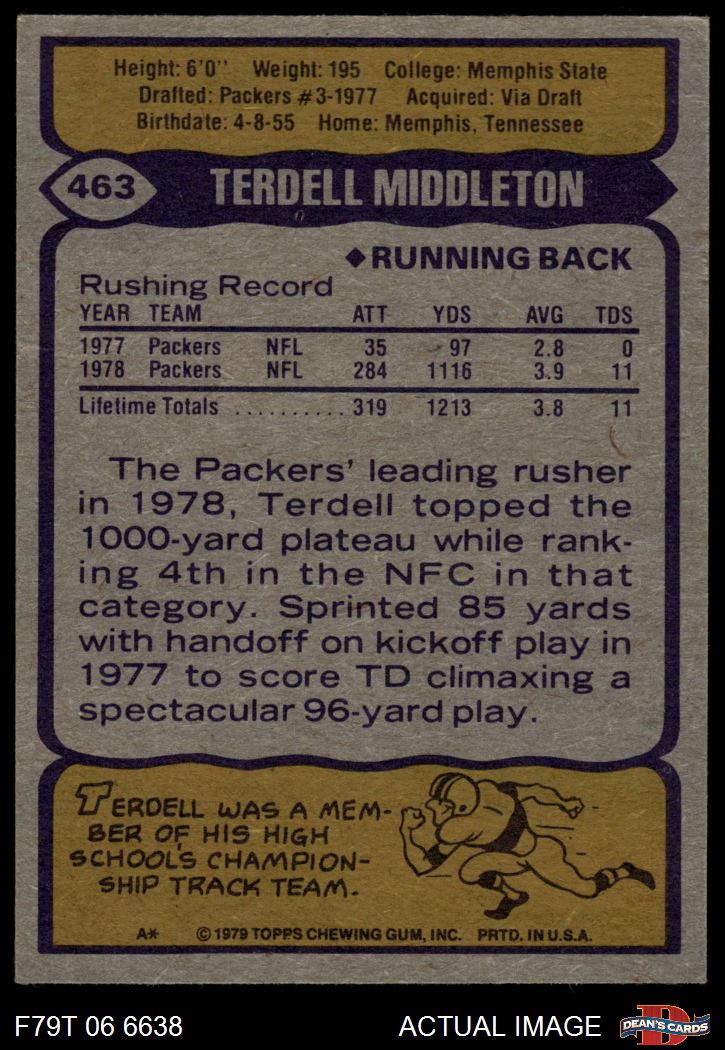 Height: 6'0'' Weight: 195 College: Memphis State
Drafted: Packers #3-1977 Acquired: Via Draft
Birthdate: 4-8-55 Home: Memphis, Tennessee
463 TERDELL MIDDLETON
◆RUNNING BACK
Rushing Record
YEAR TEAM ATT YDS AVG TDS
1977 Packers NFL 35 97 2.8 0
1978 Packers NFL 284 1116 3.9 11
Lifetime Totals .......... 319 1213 3.8 11
The Packers' leading rusher
in 1978, Terdell topped the
1000-yard plateau while rank-
ing 4th in the NFC in that
category. Sprinted 85 yards
with handoff on kickoff play in
1977 to score TD climaxing a
spectacular 96-yard play.
TERDELL WAS A MEM-
BER OF HIS HIGH
SCHOOL'S CHAMPION-
SHIP TRACK TEAM.
A* ©1979 TOPPS CHEWING GUM, INC. PRTD. IN U.S.A.
F79T 06 6638 ACTUAL IMAGE D DEAN'S CARDS